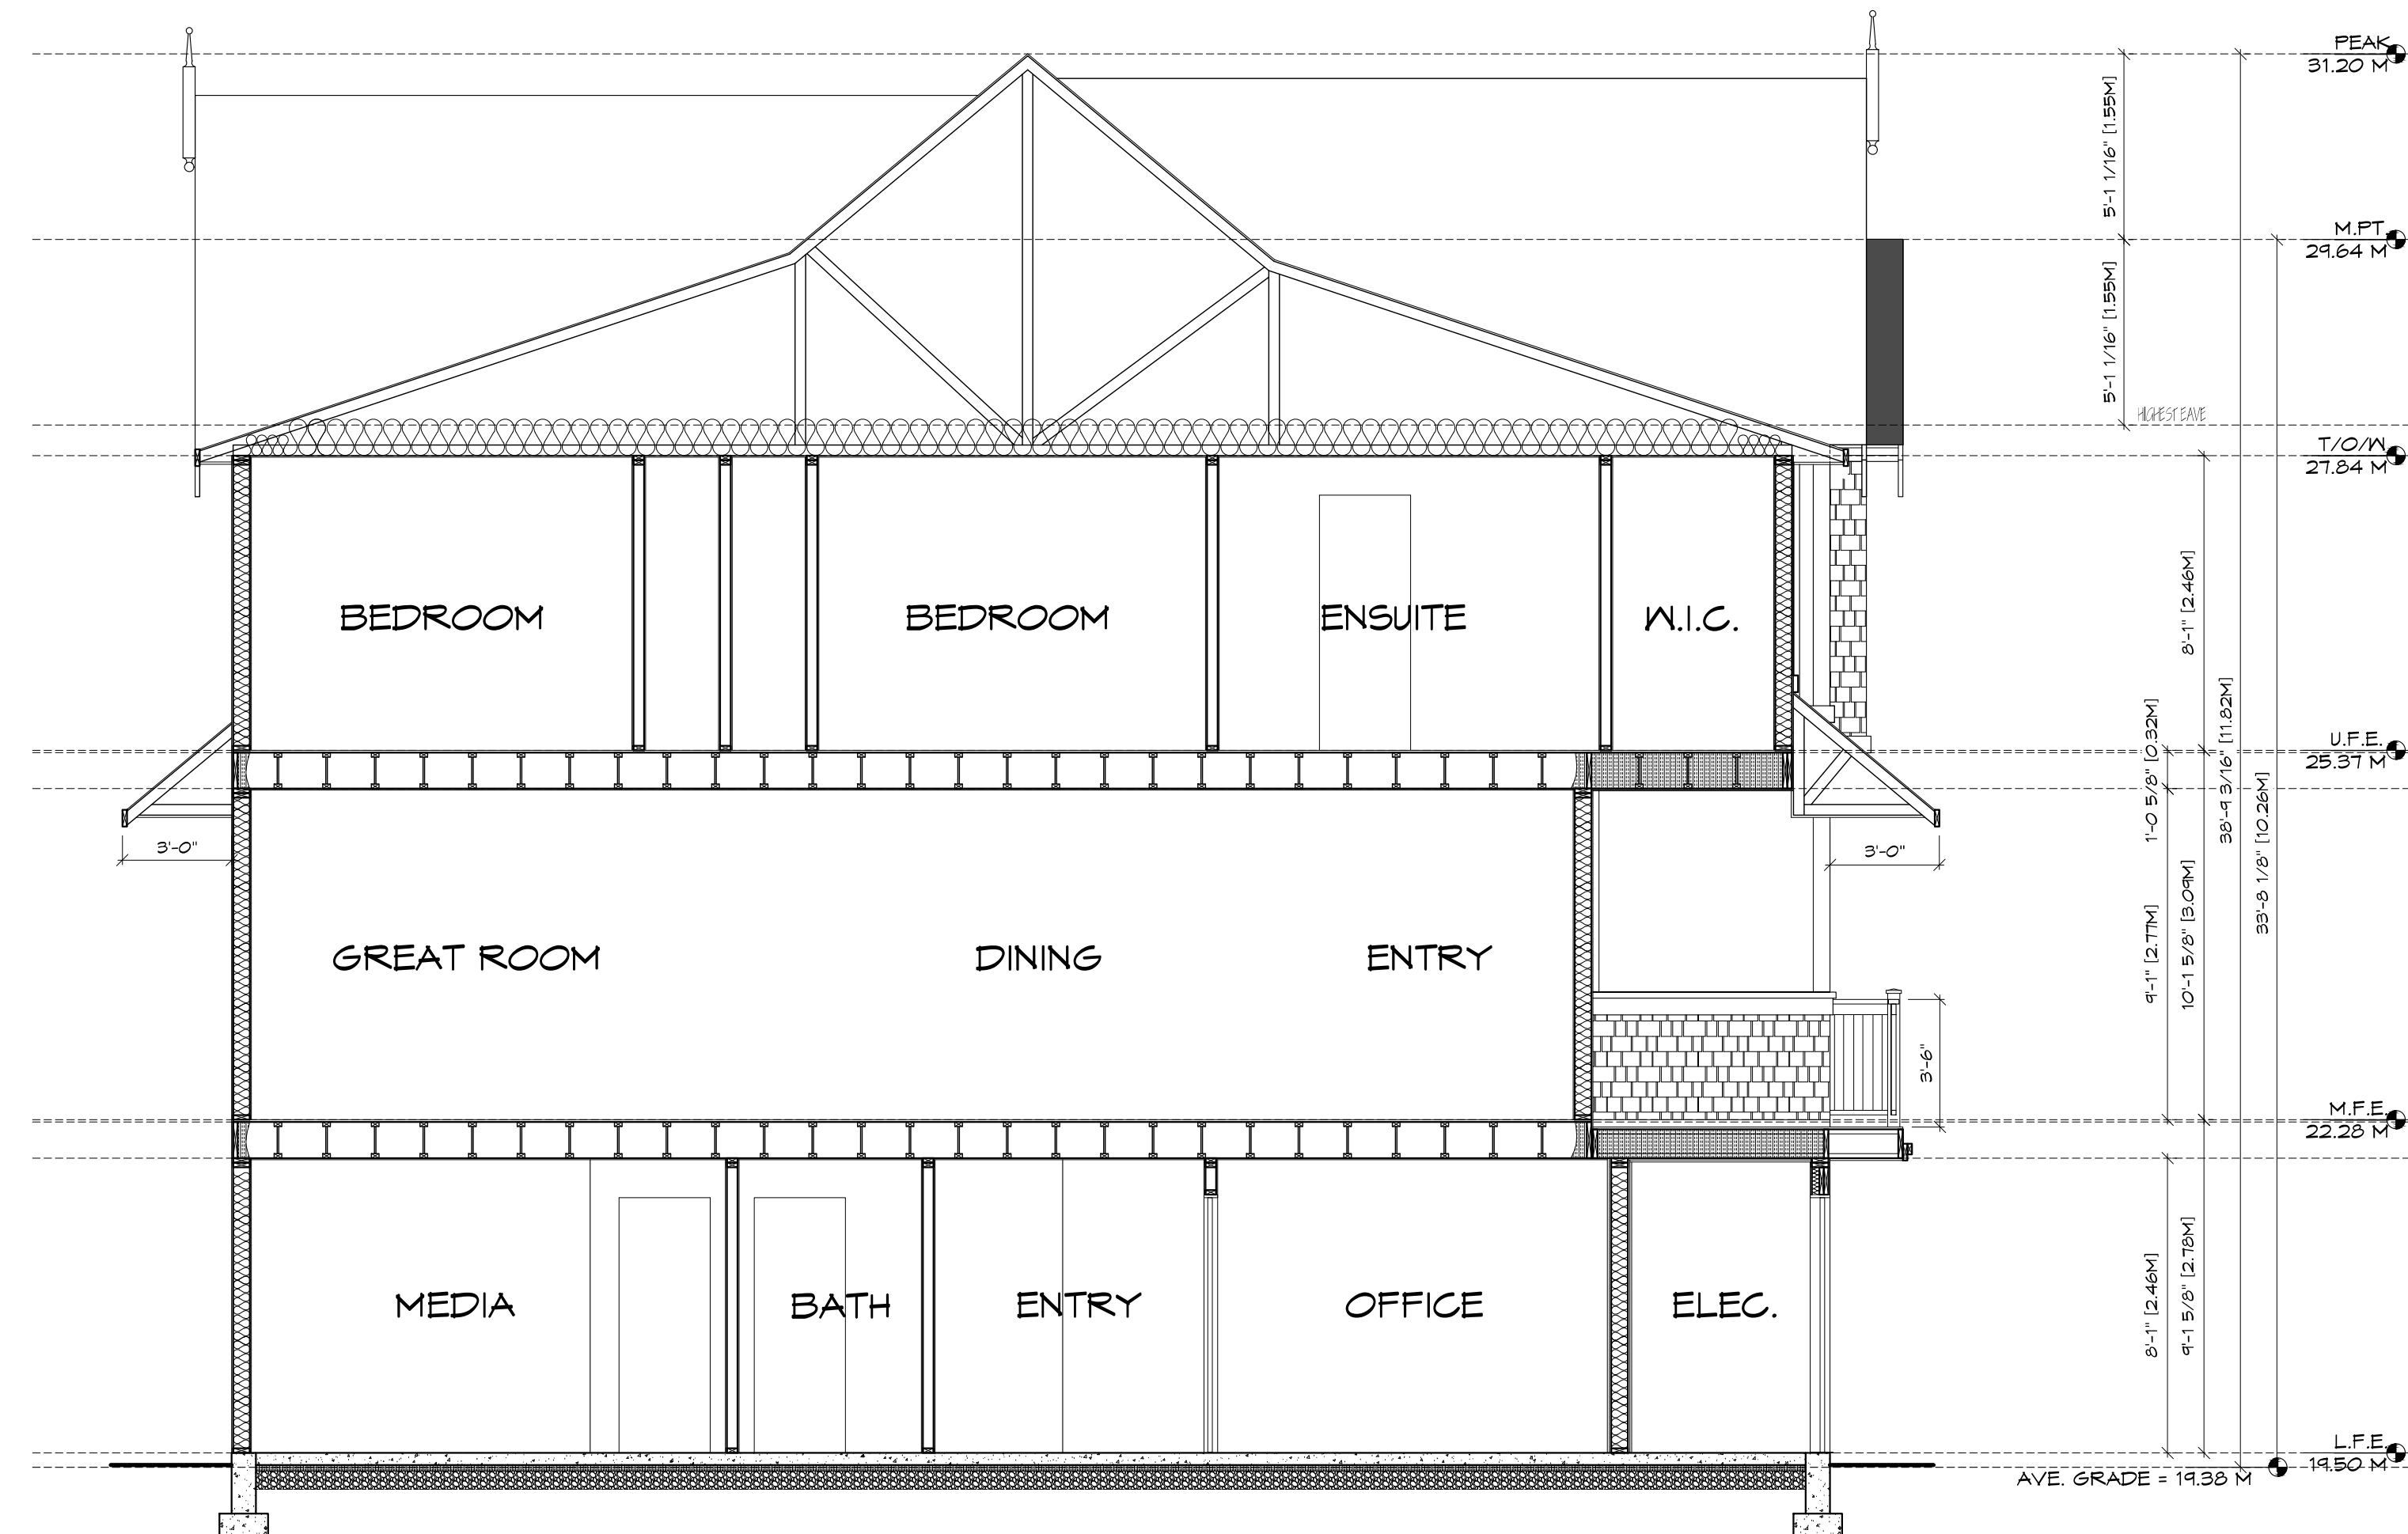 PEAK
31.20 M
5'-1 1/16" [1.55M]
M.PT.
29.64 M
5'-1 1/16" [1.55M]
HIGHEST EAVE
T/O/W
27.84 M
8'-1" [2.46M]
BEDROOM
BEDROOM
ENSUITE
W.I.C.
U.F.E.
25.37 M
1'-0 5/8" [0.32M]
38'-9 3/16" [11.82M]
33'-8 1/8" [10.26M]
3'-0"
3'-0"
GREAT ROOM
DINING
ENTRY
9'-1" [2.77M]
10'-1 5/8" [3.09M]
3'-6"
M.F.E.
22.28 M
MEDIA
BATH
ENTRY
OFFICE
ELEC.
8'-1" [2.46M]
9'-1 5/8" [2.78M]
L.F.E.
19.50 M
AVE. GRADE = 19.38 M